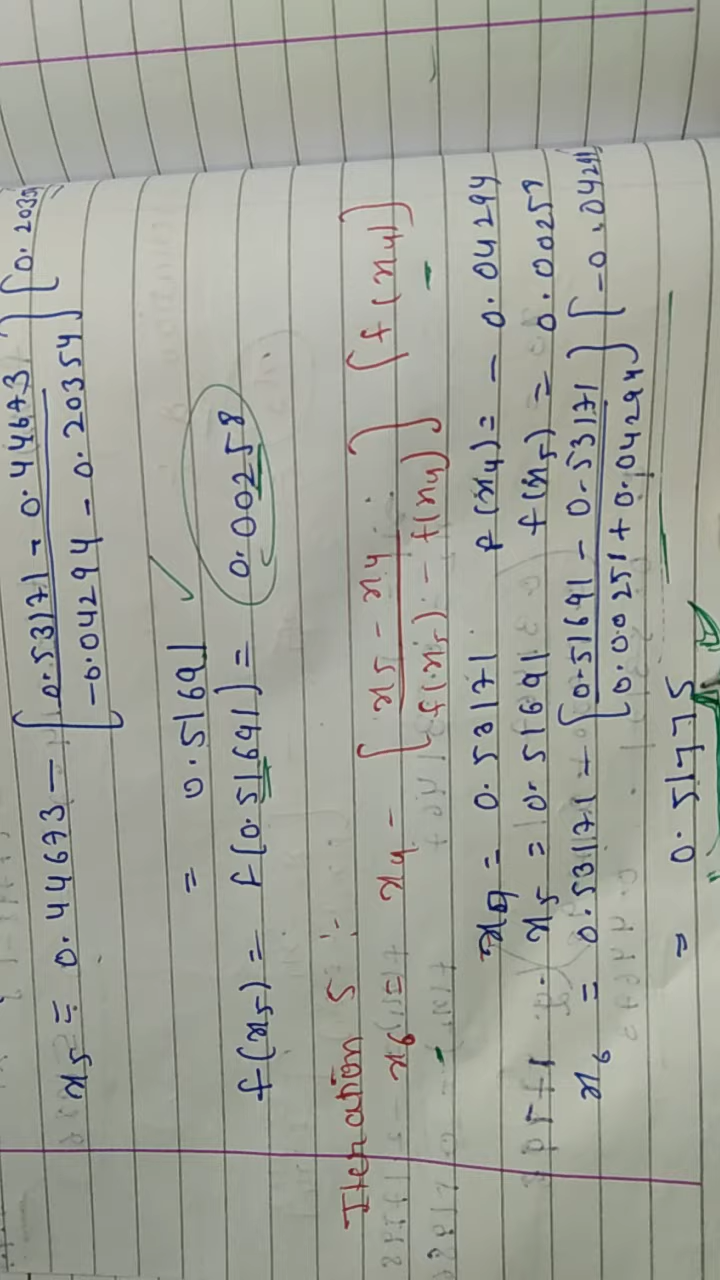 x5 = 0.44673 - [0.53171 - 0.44673 / -0.04294 - 0.20354] [0.2035
= 0.51691 ✓
f(x5) = f(0.51691) = 0.00258
Iteration 5 :
x6 = x4 - [x5 - x4 / f(x5) - f(x4)] [f(x4)]
x4 = 0.53171 f(x4) = - 0.04294
x5 = 0.51691 f(x5) = 0.00258
x6 = 0.53171 - [0.51691 - 0.53171 / 0.00251 + 0.04294] [-0.0429
= 0.51775